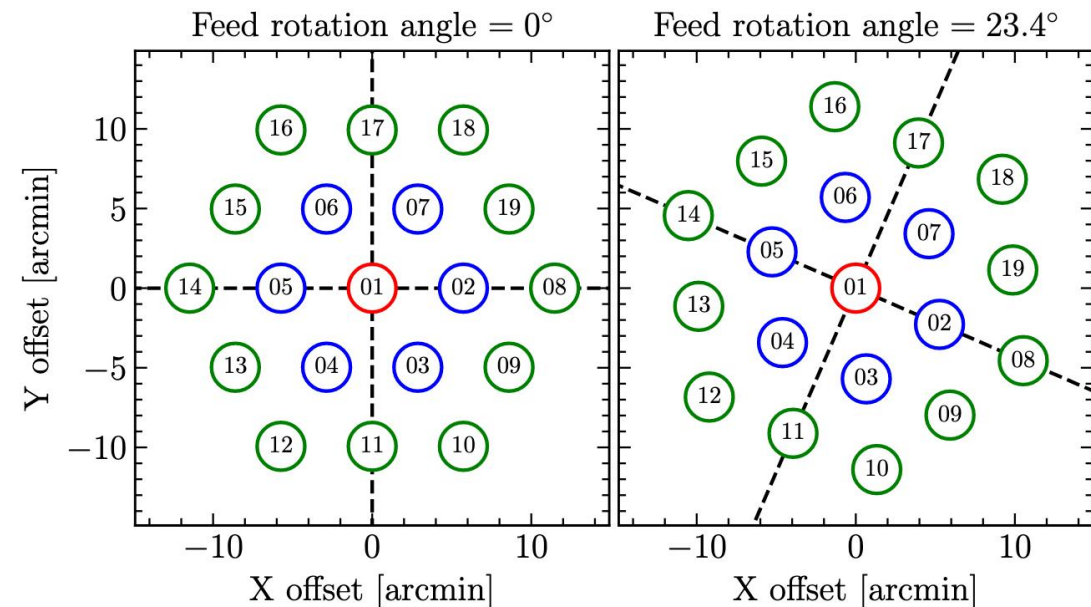 Feed rotation angle = 0°
Y offset [arcmin]
10
5
0
−5
−10
16 17 18
15 06 07 19
14 05 01 02 08
13 04 03 09
12 11 10
−10 0 10
X offset [arcmin]
Feed rotation angle = 23.4°
16
17
15
18
06
14
07
05
19
01
13
02
04
08
03
12
09
11
10
−10 0 10
X offset [arcmin]